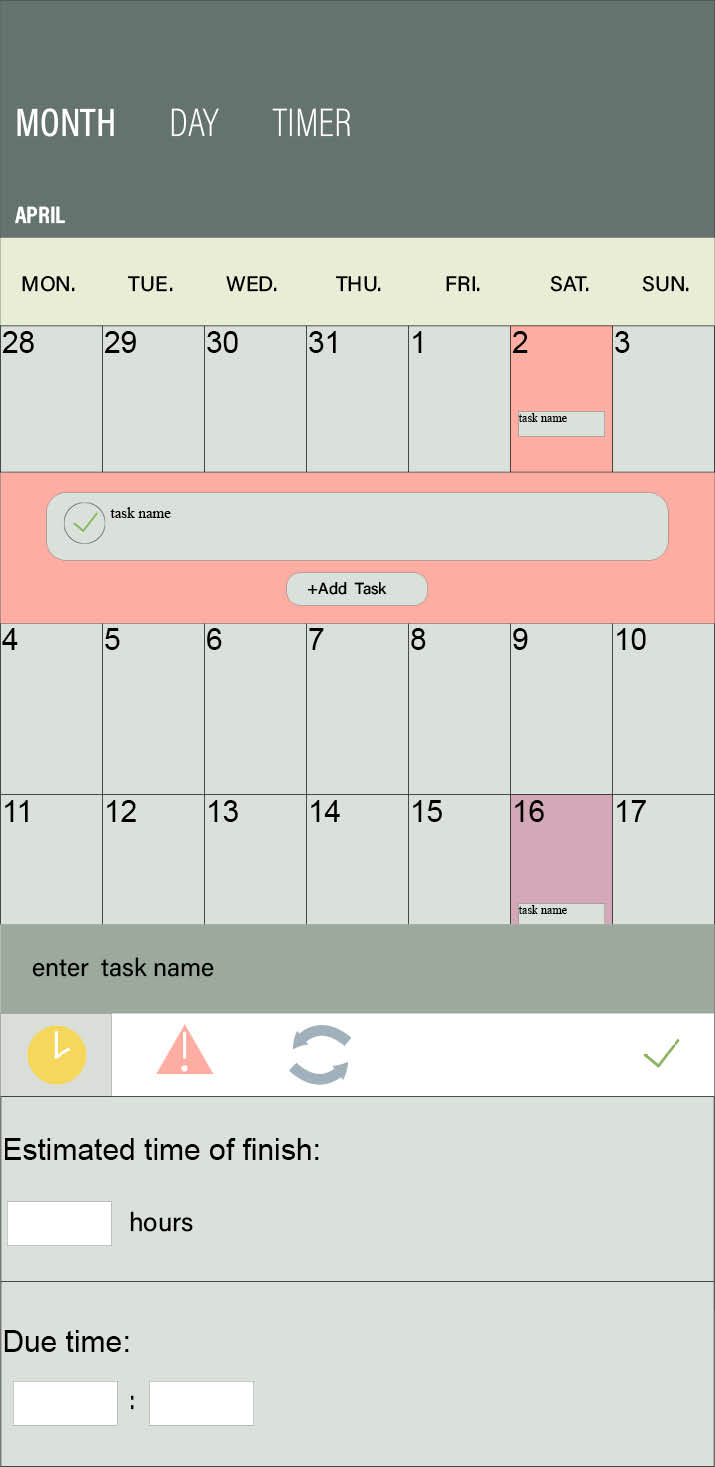 MONTH DAY TIMER
APRIL
MON. TUE. WED. THU. FRI. SAT. SUN.
28 29 30 31 1 2 3
task name
task name
+Add Task
4 5 6 7 8 9 10
11 12 13 14 15 16 17
task name
enter task name
Estimated time of finish:
hours
Due time:
: